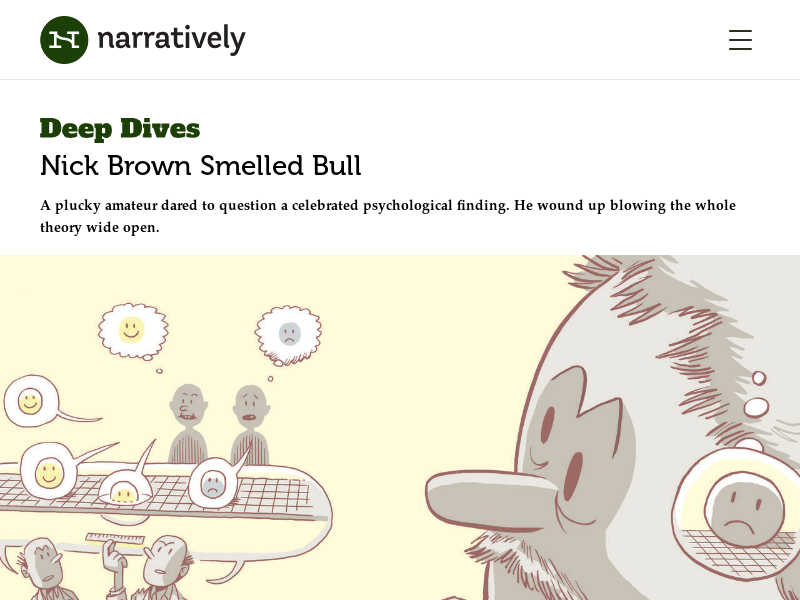 narratively
Deep Dives
Nick Brown Smelled Bull
A plucky amateur dared to question a celebrated psychological finding. He wound up blowing the whole
theory wide open.